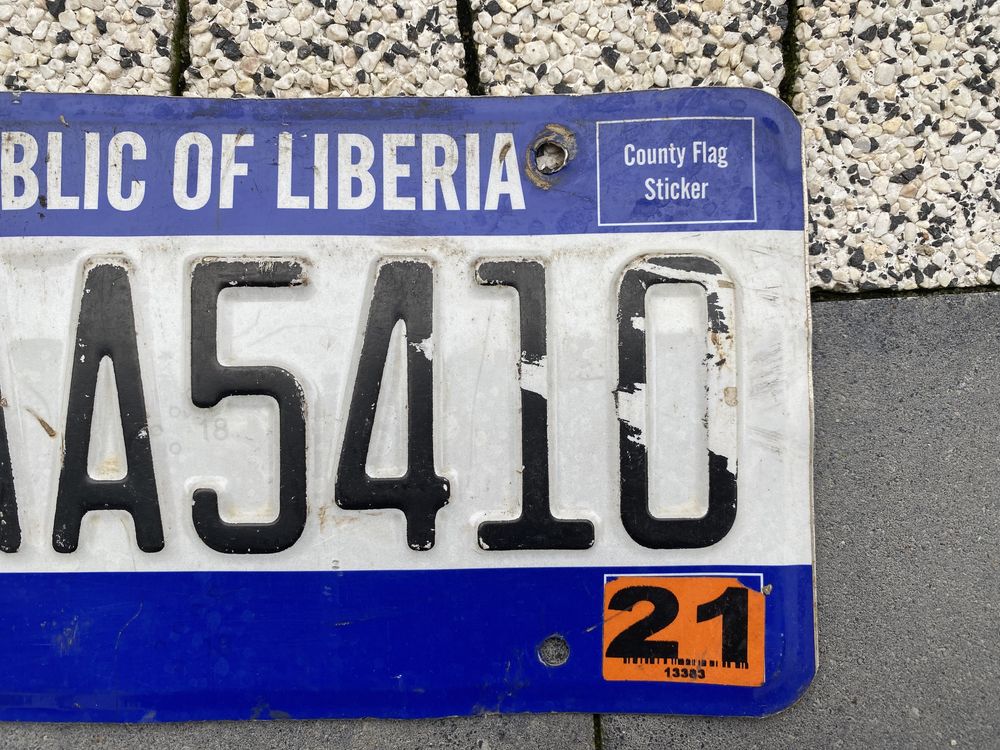 BLIC OF LIBERIA
County Flag
Sticker
A5410
21
13383